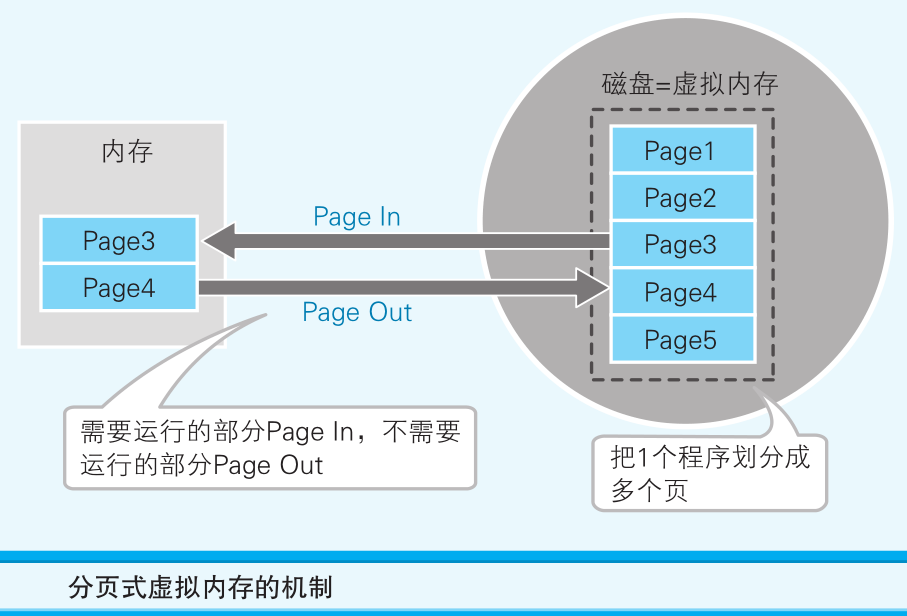 磁盘=虚拟内存
内存
Page1
Page2
Page3
Page4
Page5
Page In
Page3
Page4
Page Out
需要运行的部分Page In，不需要
运行的部分Page Out
把1个程序划分成
多个页
分页式虚拟内存的机制